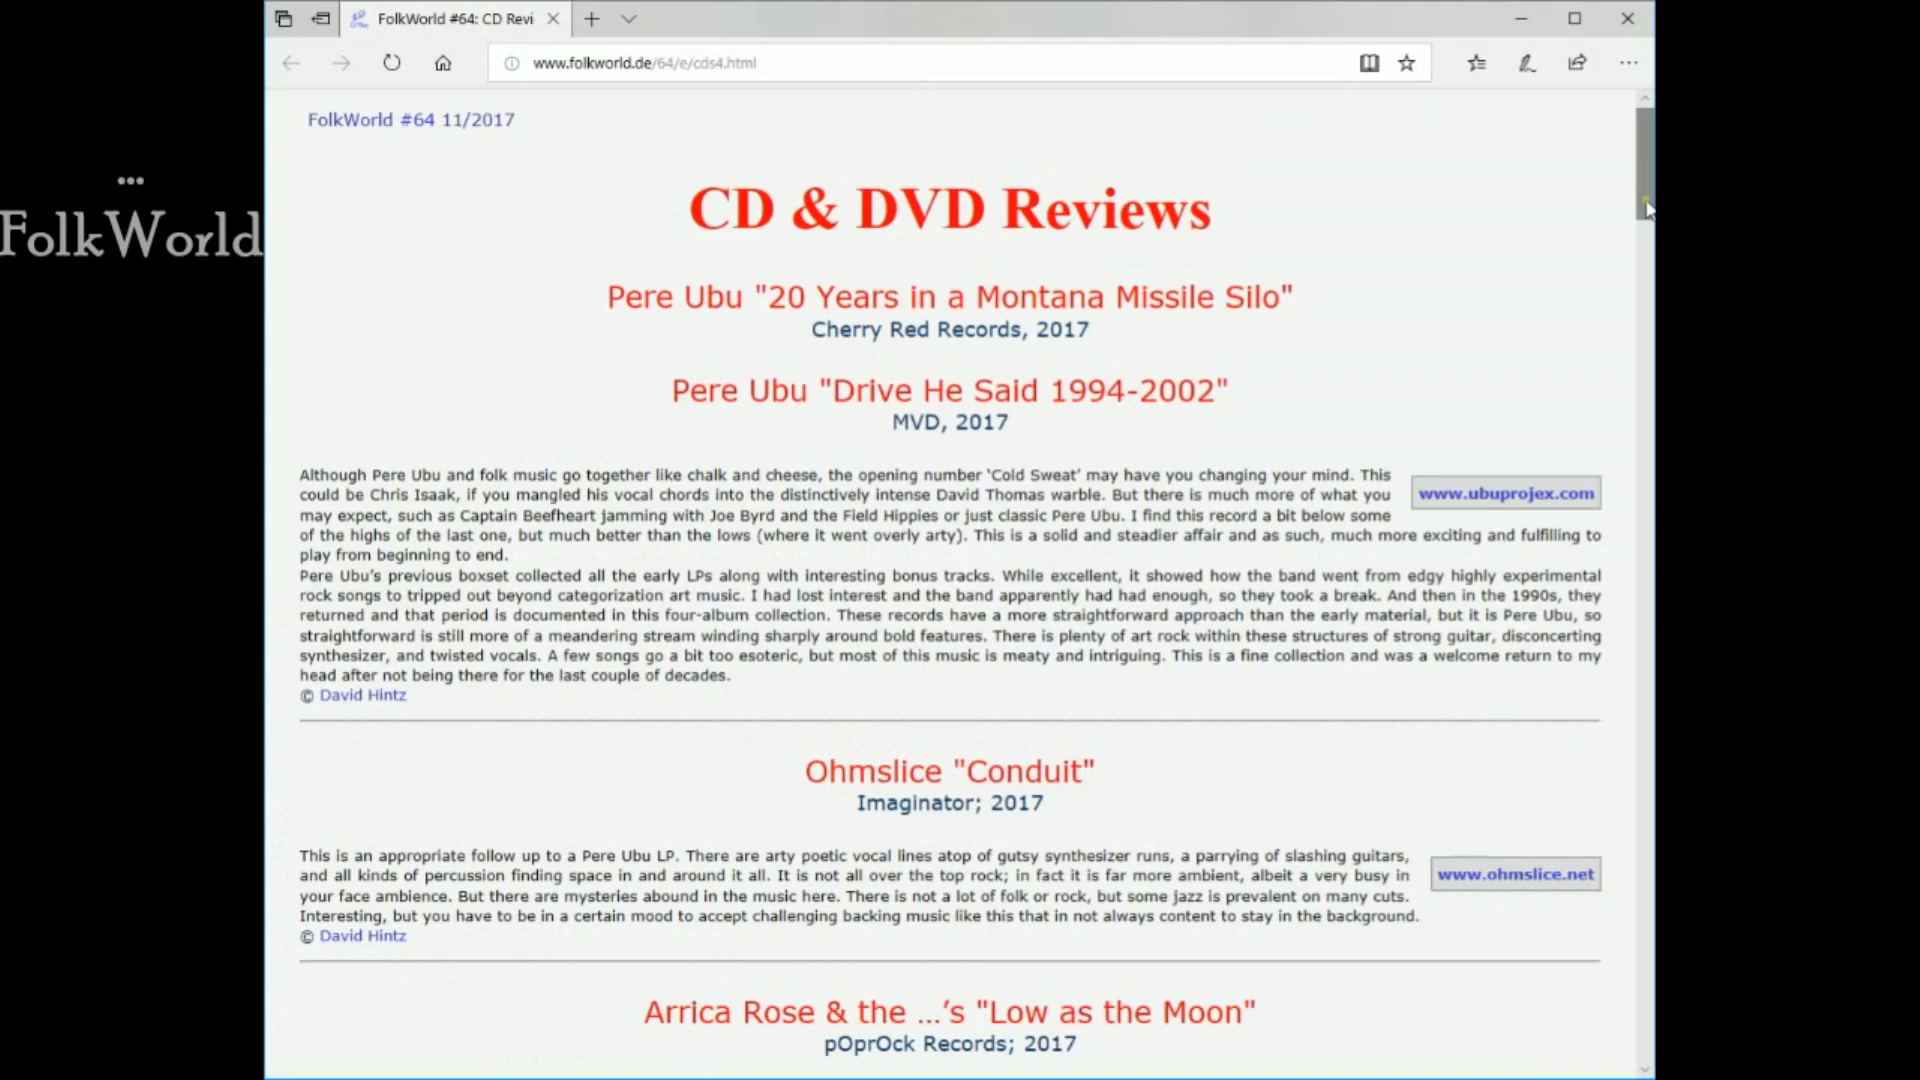 FolkWorld #64: CD Revi
www.folkworld.de/64/e/cds4.html
...
FolkWorld
FolkWorld #64 11/2017
CD & DVD Reviews
Pere Ubu "20 Years in a Montana Missile Silo"
Cherry Red Records, 2017
Pere Ubu "Drive He Said 1994-2002"
MVD, 2017
Although Pere Ubu and folk music go together like chalk and cheese, the opening number ‘Cold Sweat’ may have you changing your mind. This
could be Chris Isaak, if you mangled his vocal chords into the distinctively intense David Thomas warble. But there is much more of what you
may expect, such as Captain Beefheart jamming with Joe Byrd and the Field Hippies or just classic Pere Ubu. I find this record a bit below some
of the highs of the last one, but much better than the lows (where it went overly arty). This is a solid and steadier affair and as such, much more exciting and fulfilling to
play from beginning to end.
www.ubuprojex.com
Pere Ubu’s previous boxset collected all the early LPs along with interesting bonus tracks. While excellent, it showed how the band went from edgy highly experimental
rock songs to tripped out beyond categorization art music. I had lost interest and the band apparently had had enough, so they took a break. And then in the 1990s, they
returned and that period is documented in this four-album collection. These records have a more straightforward approach than the early material, but it is Pere Ubu, so
straightforward is still more of a meandering stream winding sharply around bold features. There is plenty of art rock within these structures of strong guitar, disconcerting
synthesizer, and twisted vocals. A few songs go a bit too esoteric, but most of this music is meaty and intriguing. This is a fine collection and was a welcome return to my
head after not being there for the last couple of decades.
© David Hintz
Ohmslice "Conduit"
Imaginator; 2017
This is an appropriate follow up to a Pere Ubu LP. There are arty poetic vocal lines atop of gutsy synthesizer runs, a parrying of slashing guitars,
and all kinds of percussion finding space in and around it all. It is not all over the top rock; in fact it is far more ambient, albeit a very busy in
your face ambience. But there are mysteries abound in the music here. There is not a lot of folk or rock, but some jazz is prevalent on many cuts.
Interesting, but you have to be in a certain mood to accept challenging backing music like this that in not always content to stay in the background.
www.ohmslice.net
© David Hintz
Arrica Rose & the ...’s "Low as the Moon"
pOprOck Records; 2017